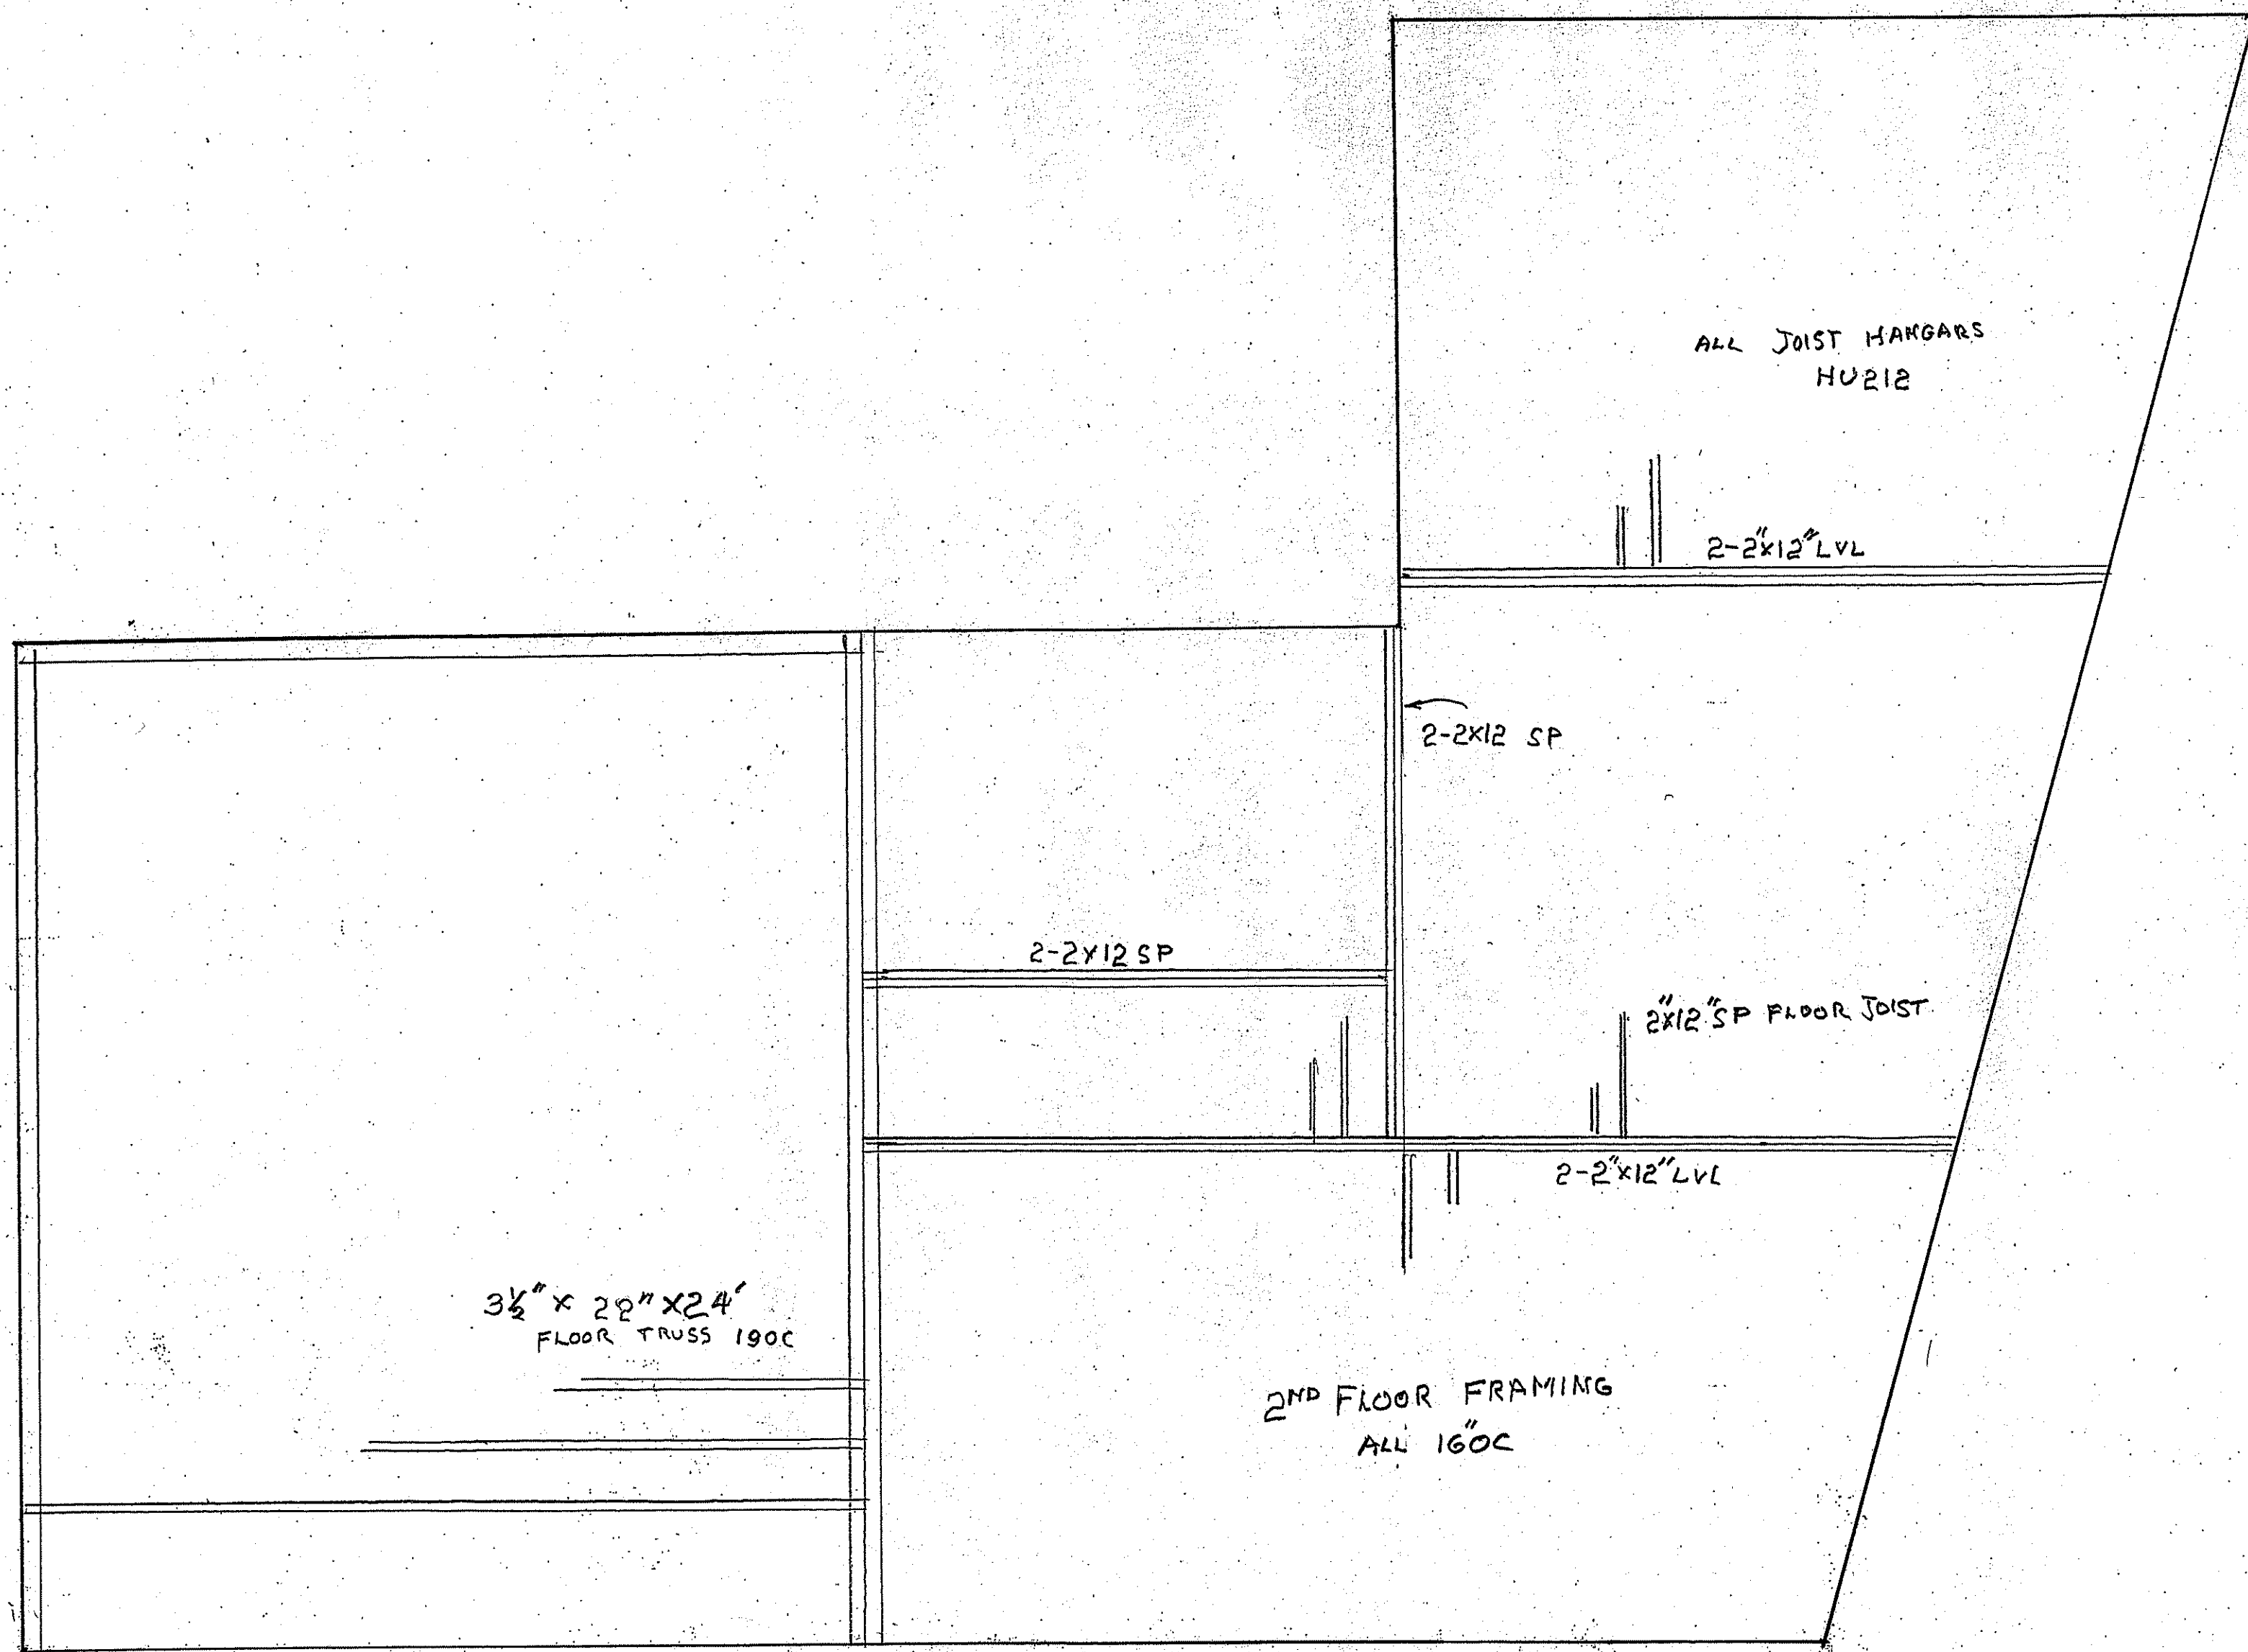 ALL JOIST HANGARS
HU212
2-2"x12" LVL
2-2X12 SP
2-2X12 SP
2"X12" SP FLOOR JOIST
2-2"x12" LVL
3½" x 22" x24'
FLOOR TRUSS 19OC
2ND FLOOR FRAMING
ALL 16"OC